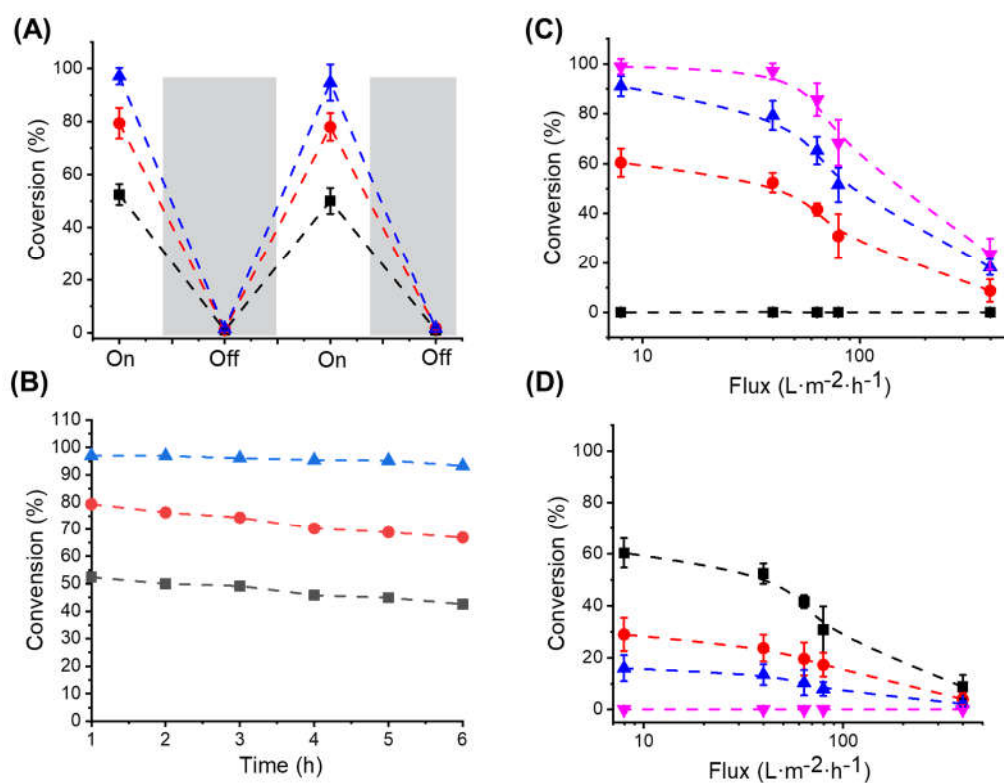 (A)
Coversion (%)
100
80
60
40
20
0
On
Off
On
Off
(B)
Convension (%)
110
100
90
80
70
60
50
40
30
20
10
0
1
2
3
4
5
6
Time (h)
(C)
Conversion (%)
100
80
60
40
20
0
10
100
Flux (L·m⁻²·h⁻¹)
(D)
Conversion (%)
100
80
60
40
20
0
10
100
Flux (L·m⁻²·h⁻¹)